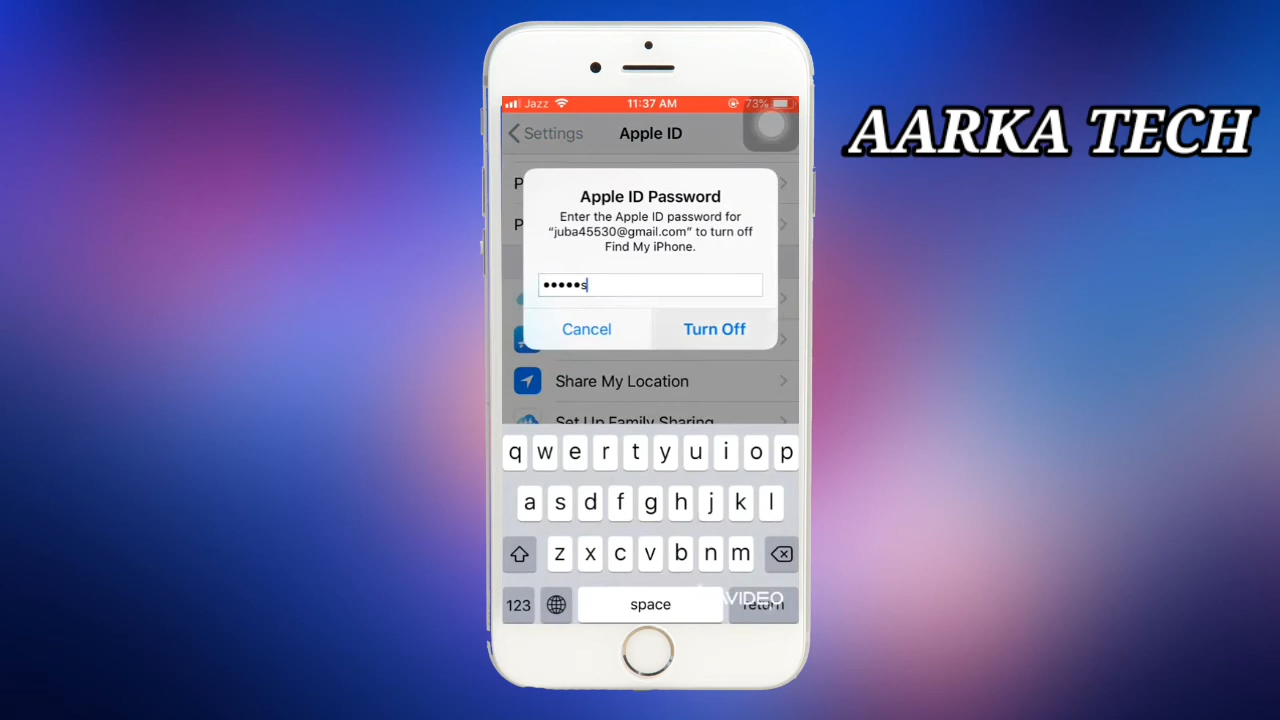 AARKA TECH
Jazz 11:37 AM 73%
Settings Apple ID
P
Apple ID Password
Enter the Apple ID password for
“juba45530@gmail.com” to turn off
Find My iPhone.
P
•••••s
Cancel Turn Off
Share My Location
Set Up Family Sharing
q w e r t y u i o p
a s d f g h j k l
z x c v b n m
123 space return
AVIDEO